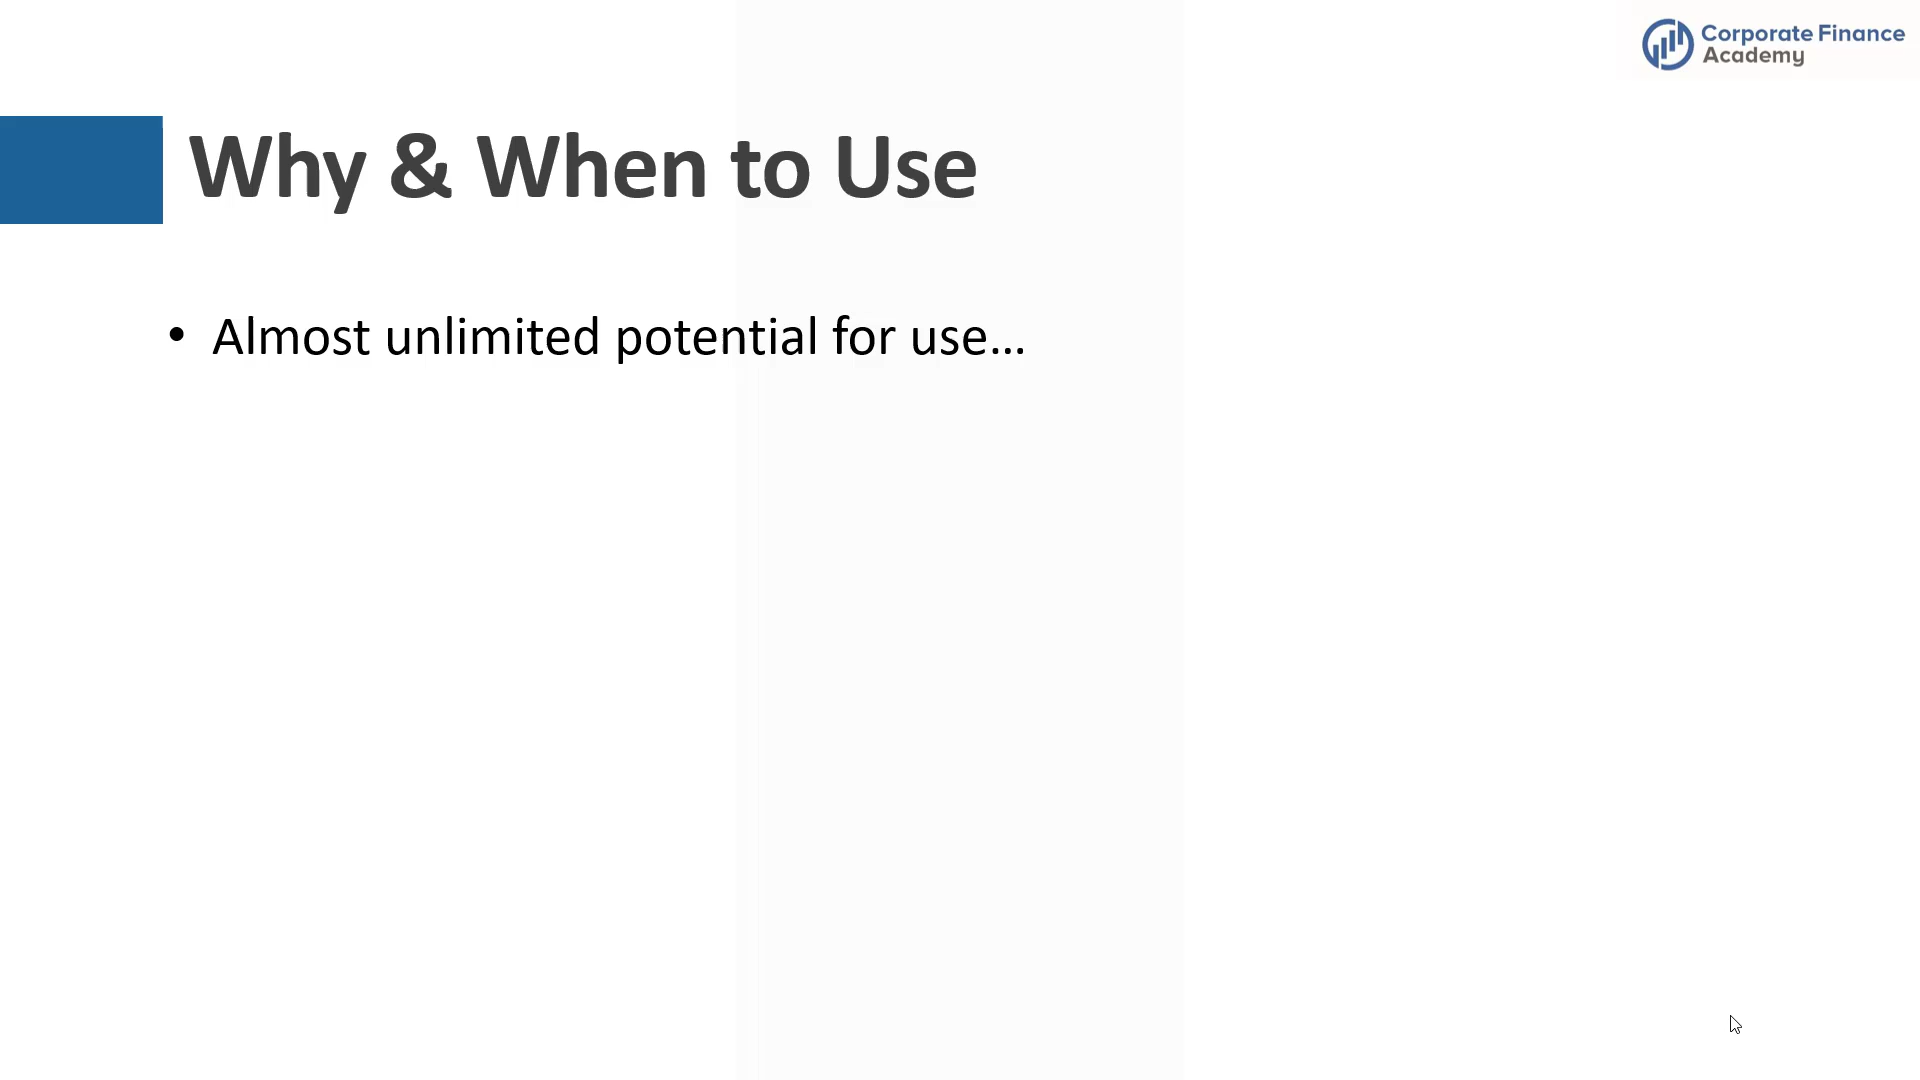 Corporate Finance
Academy
Why & When to Use
• Almost unlimited potential for use...